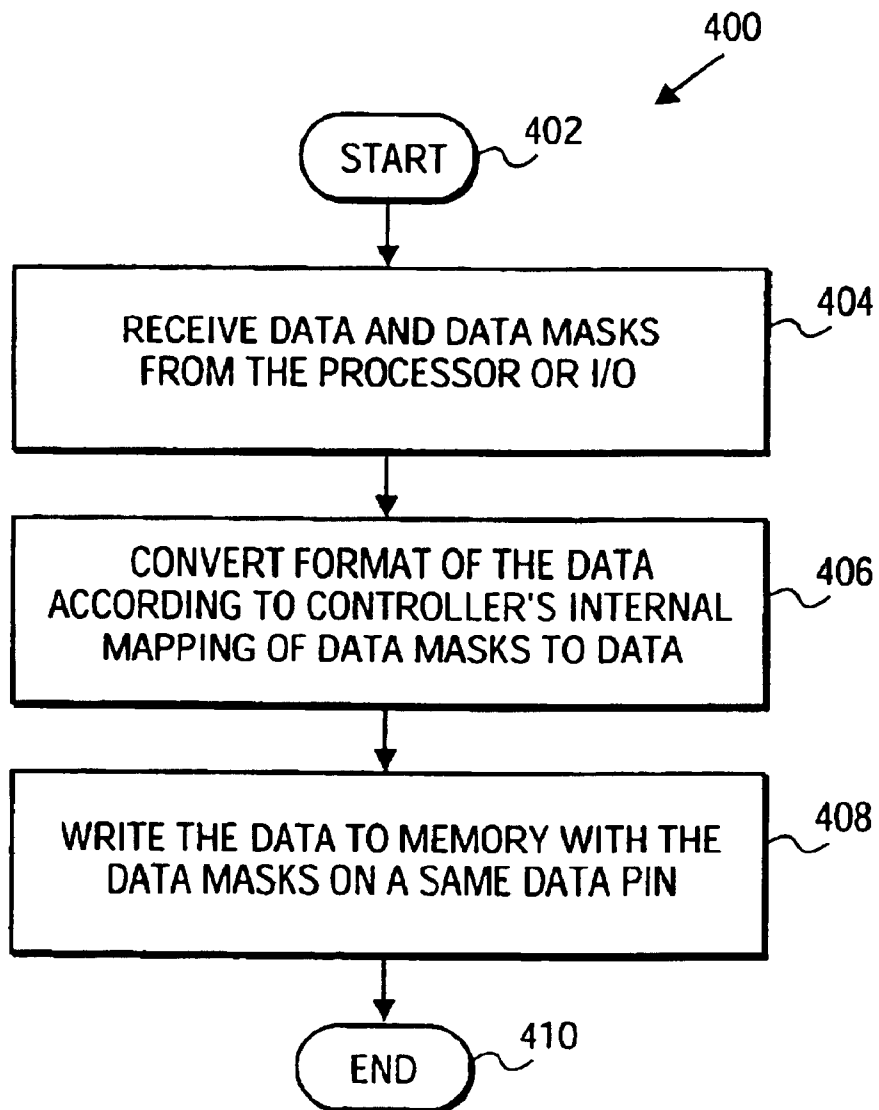 400
START
402
RECEIVE DATA AND DATA MASKS
FROM THE PROCESSOR OR I/O
404
CONVERT FORMAT OF THE DATA
ACCORDING TO CONTROLLER'S INTERNAL
MAPPING OF DATA MASKS TO DATA
406
WRITE THE DATA TO MEMORY WITH THE
DATA MASKS ON A SAME DATA PIN
408
END
410